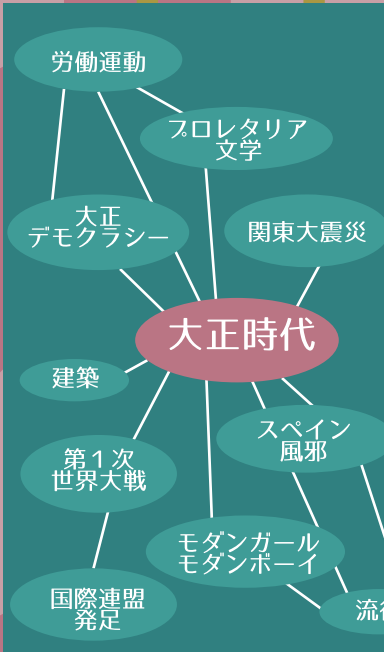 労働運動
プロレタリア
文学
大正
デモクラシー
関東大震災
大正時代
建築
スペイン
風邪
第１次
世界大戦
モダンガール
モダンボーイ
国際連盟
発足
流